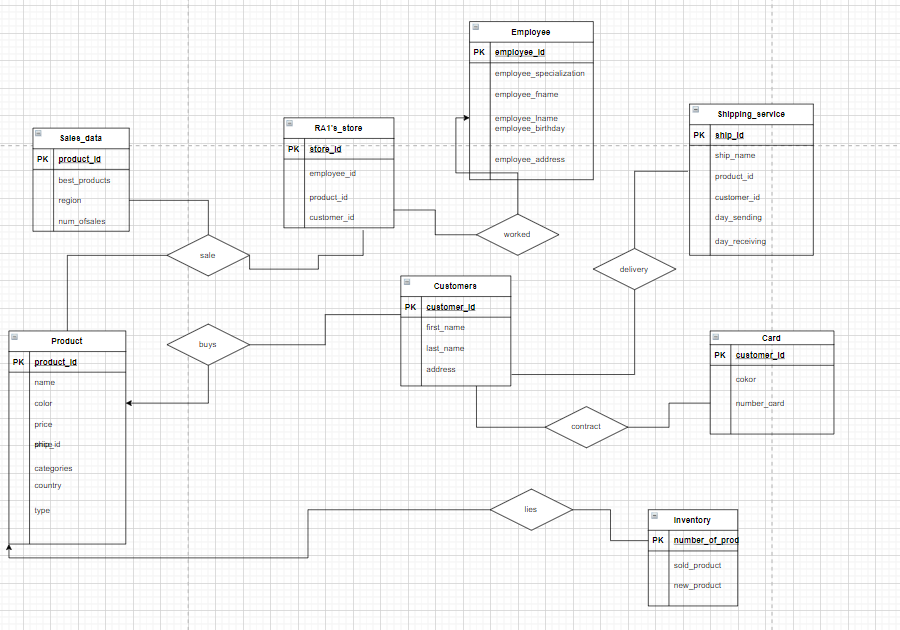 Employee
PK employee_id
employee_specialization
employee_fname
employee_lname
employee_birthday
employee_address
Shipping_service
PK ship_id
ship_name
product_id
customer_id
day_sending
day_receiving
RA1's_store
PK store_id
employee_id
product_id
customer_id
Sales_data
PK product_id
best_products
region
num_ofsales
worked
sale
delivery
Customers
PK customer_id
first_name
last_name
address
buys
Product
PK product_id
name
color
price
categories
country
type
Card
PK customer_id
cokor
number_card
contract
lies
Inventory
PK number_of_prod
sold_product
new_product